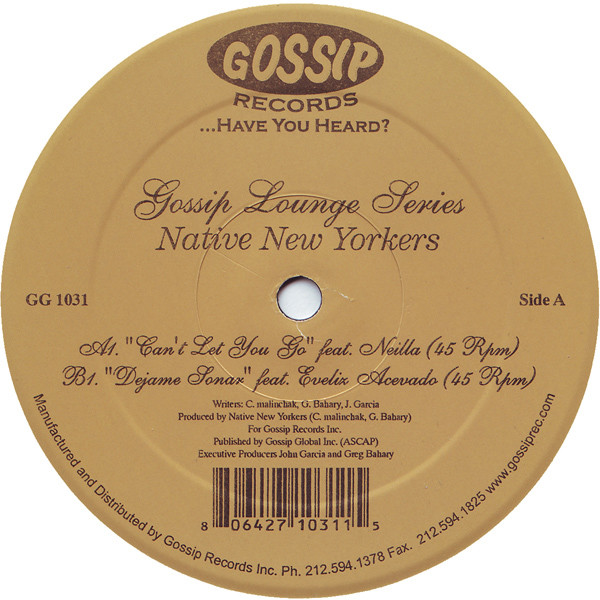 GOSSIP
RECORDS
...HAVE YOU HEARD?
Gossip Lounge Series
Native New Yorkers
GG 1031
Side A
A1. "Can't Let You Go" feat. Neilla (45 Rpm)
B1. "Dejame Sonar" feat. Eveliz Acevado (45 Rpm)
Writers: C. malinchak, G. Bahary, J. Garcia
Produced by Native New Yorkers (C. malinchak, G. Bahary)
For Gossip Records Inc.
Published by Gossip Global Inc. (ASCAP)
Executive Producers John Garcia and Greg Bahary
8 06427 10311 5
Manufactured and Distributed by Gossip Records Inc. Ph. 212.594.1378 Fax. 212.594.1825 www.gossiprec.com